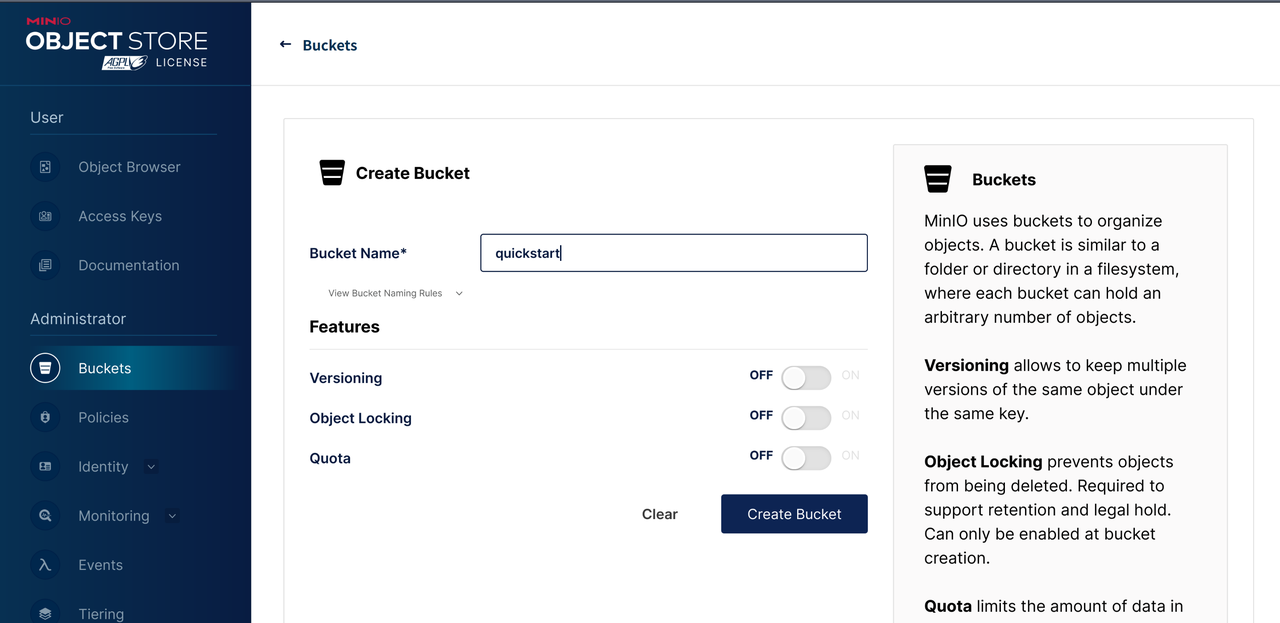 MINIO
OBJECT STORE
AGPL LICENSE
User
Object Browser
Access Keys
Documentation
Administrator
Buckets
Policies
Identity
Monitoring
Events
Tiering
← Buckets
Create Bucket
Bucket Name* quickstart
View Bucket Naming Rules
Features
Versioning OFF ON
Object Locking OFF ON
Quota OFF ON
Clear Create Bucket
Buckets
MinIO uses buckets to organize
objects. A bucket is similar to a
folder or directory in a filesystem,
where each bucket can hold an
arbitrary number of objects.
Versioning allows to keep multiple
versions of the same object under
the same key.
Object Locking prevents objects
from being deleted. Required to
support retention and legal hold.
Can only be enabled at bucket
creation.
Quota limits the amount of data in